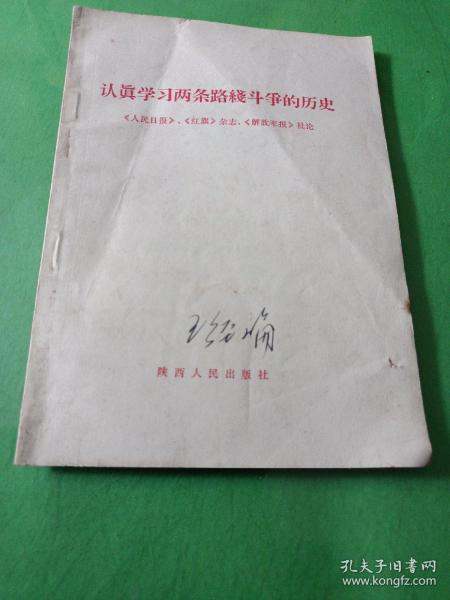 认眞学习两条路綫斗爭的历史
《人民日报》、《红旗》杂志、《解放军报》社论
陕西人民出版社
孔夫子旧书网
www.kongfz.com